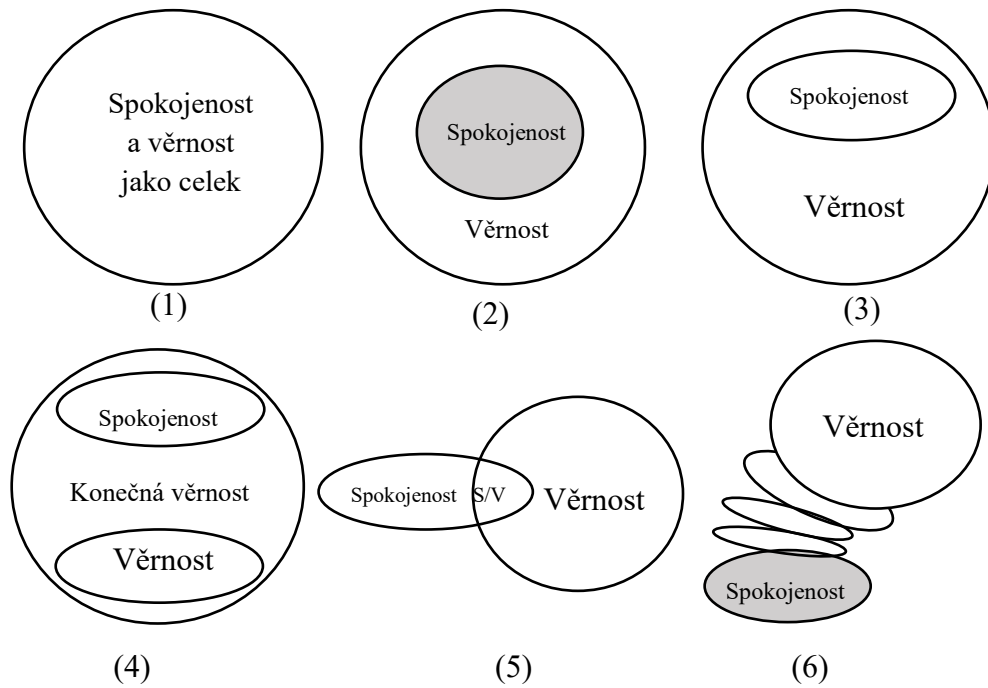 Spokojenost
a věrnost
jako celek
(1)
Spokojenost
Věrnost
(2)
Spokojenost
Věrnost
(3)
Spokojenost
Konečná věrnost
Věrnost
(4)
Spokojenost S/V Věrnost
(5)
Věrnost
Spokojenost
(6)